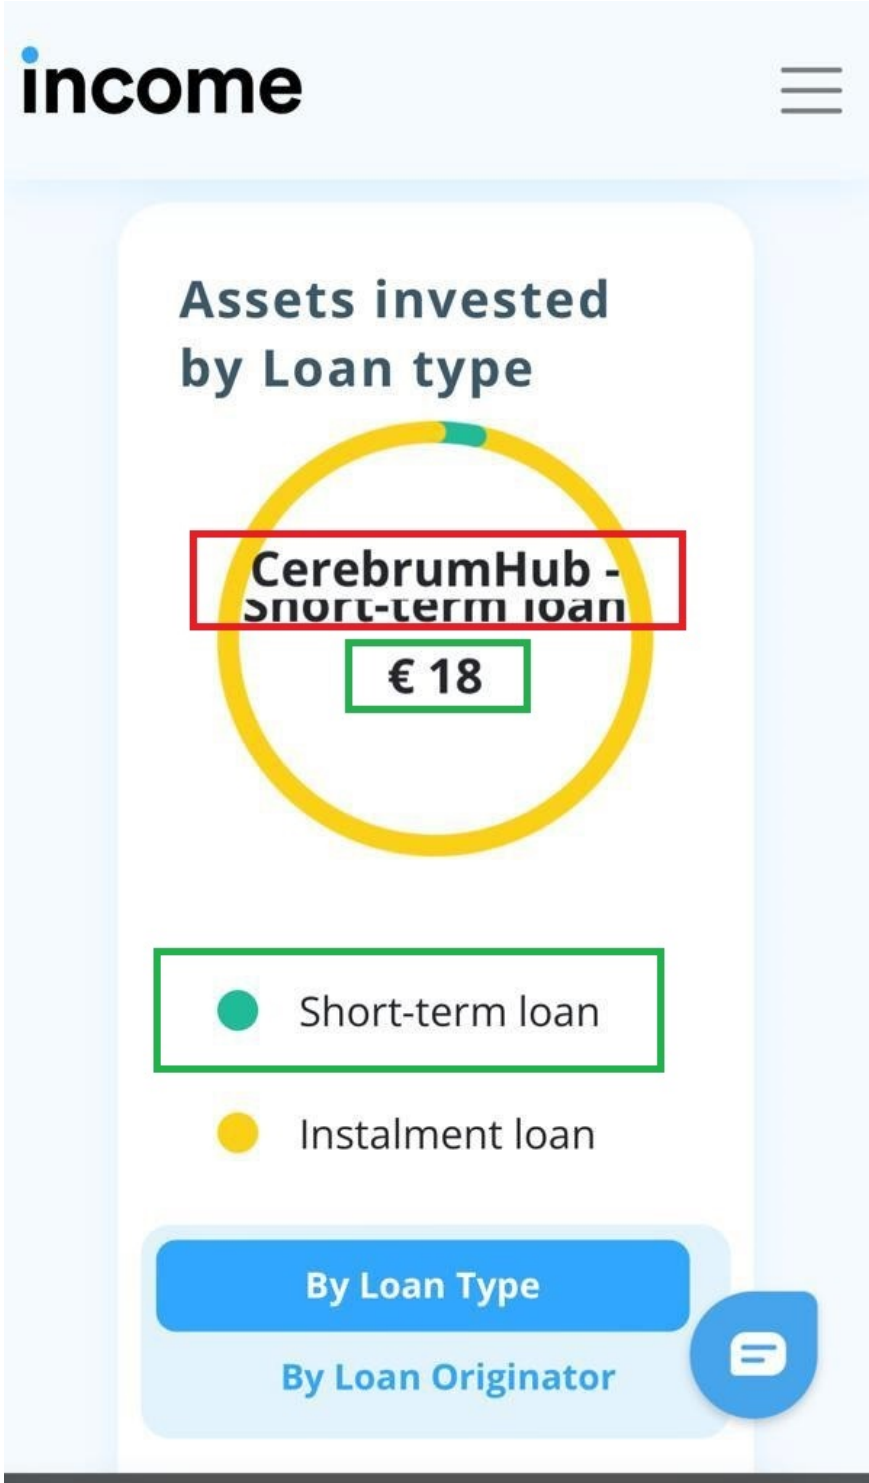 income
Assets invested
by Loan type
CerebrumHub -
Short-term loan
€ 18
Short-term loan
Instalment loan
By Loan Type
By Loan Originator